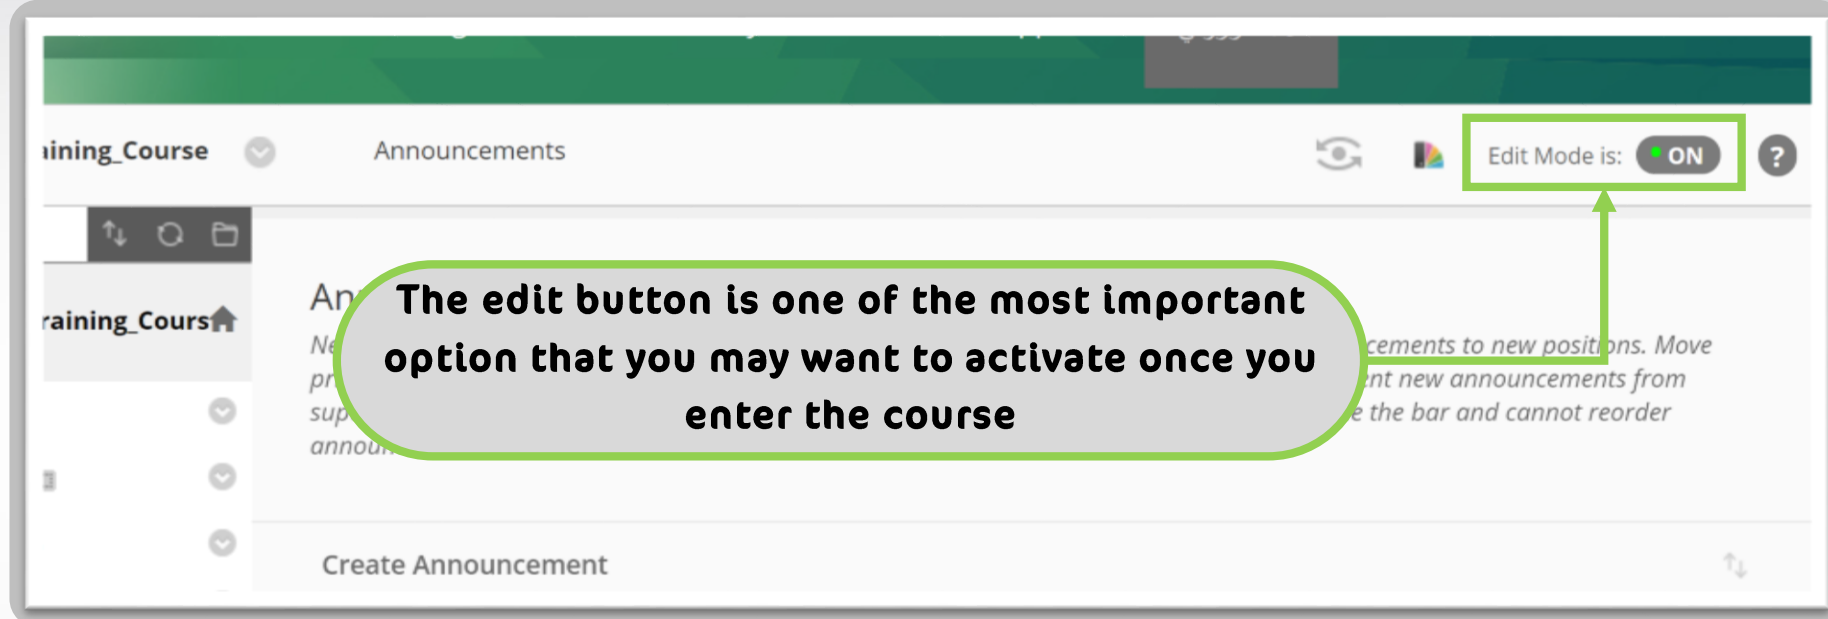 aining_Course
Announcements
Edit Mode is:
ON
?
raining_Cours
The edit button is one of the most important
option that you may want to activate once you
enter the course
cements to new positions. Move
ent new announcements from
the bar and cannot reorder
Create Announcement